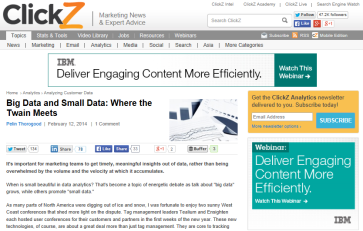 ClickZ Intel | ClickZ Academy | ClickZ Live | Search Engine Watch
ClickZ
Marketing News
& Expert Advice
Search ClickZ
Follow
47.2K followers
Like
Topics Stats & Tools Video Jobs Resources Webinars
Subscribe RSS Mobile Edition
News | Marketing | Email | Analytics | Media | Social | Search | Asia | More Categories
IBM
Deliver Engaging Content More Efficiently.
Watch This
Webinar
Home » Analytics » Analyzing Customer Data
Big Data and Small Data: Where the
Twain Meets
Pelin Thorogood | February 12, 2014 | Comments
Tweet 136
Share 56
Like Share 33
+1 2
Buffer 3
It's important for marketing teams to get timely, meaningful insights out of data, rather than being
overwhelmed by the volume and the velocity at which it accumulates.
When is small beautiful in data analytics? That's become a topic of energetic debate as talk about "big data"
grows, while others promote "small data."
As many parts of North America were digging out of ice and snow, I was fortunate to enjoy two sunny West
Coast conferences that shed more light on the dispute. Tag management leaders Tealium and Ensighten
each hosted user conferences for their customers and partners in the first weeks of the new year. These new
technologies, of course, are about a great deal more than just tag management. They are core to tracking
Get the ClickZ Analytics newsletter
delivered to you. Subscribe today!
Email Address
SUBSCRIBE
More newsletter options
Webinar:
Deliver Engaging
Content More
Efficiently.
Watch This
Webinar
IBM